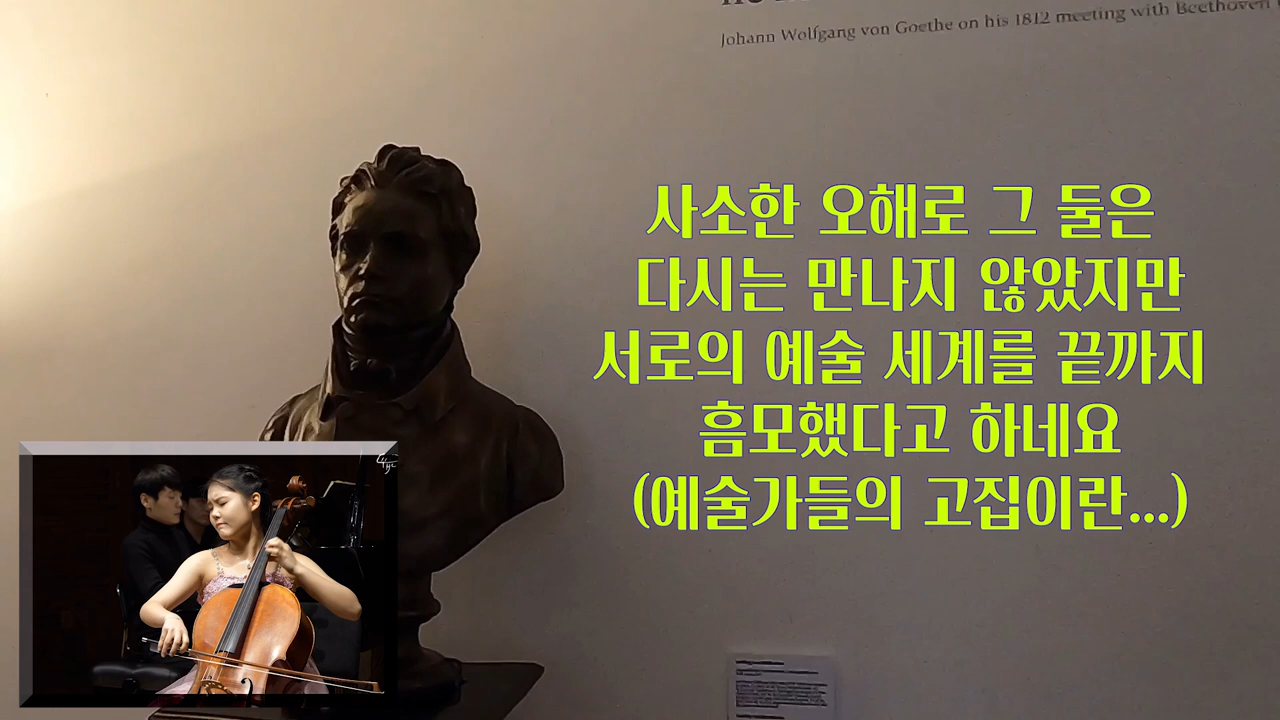 Johann Wolfgang von Goethe on his 1812 meeting with Beethoven
사소한 오해로 그 둘은
다시는 만나지 않았지만
서로의 예술 세계를 끝까지
흠모했다고 하네요
(예술가들의 고집이란...)